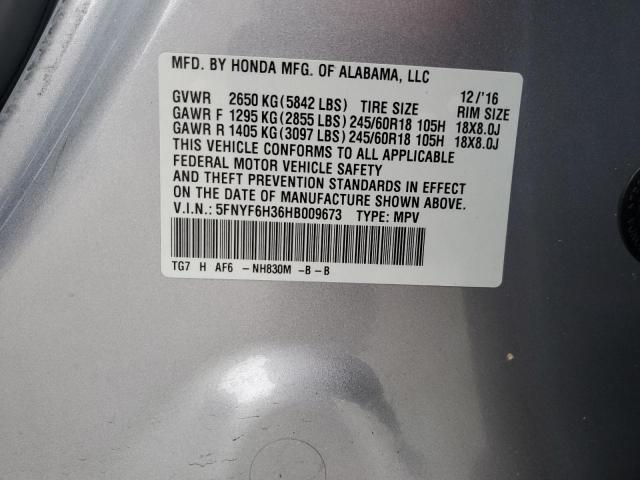 MFD. BY HONDA MFG. OF ALABAMA, LLC
GVWR 2650 KG(5842 LBS) TIRE SIZE 12/'16 RIM SIZE
GAWR F 1295 KG(2855 LBS)245/60R18 105H 18X8.0J
GAWR R 1405 KG(3097 LBS)245/60R18 105H 18X8.0J
THIS VEHICLE CONFORMS TO ALL APPLICABLE
FEDERAL MOTOR VEHICLE SAFETY
AND THEFT PREVENTION STANDARDS IN EFFECT
ON THE DATE OF MANUFACTURE SHOWN ABOVE.
V.I.N.: 5FNYF6H36HB009673 TYPE: MPV
TG7 H AF6 -NH830M -B-B